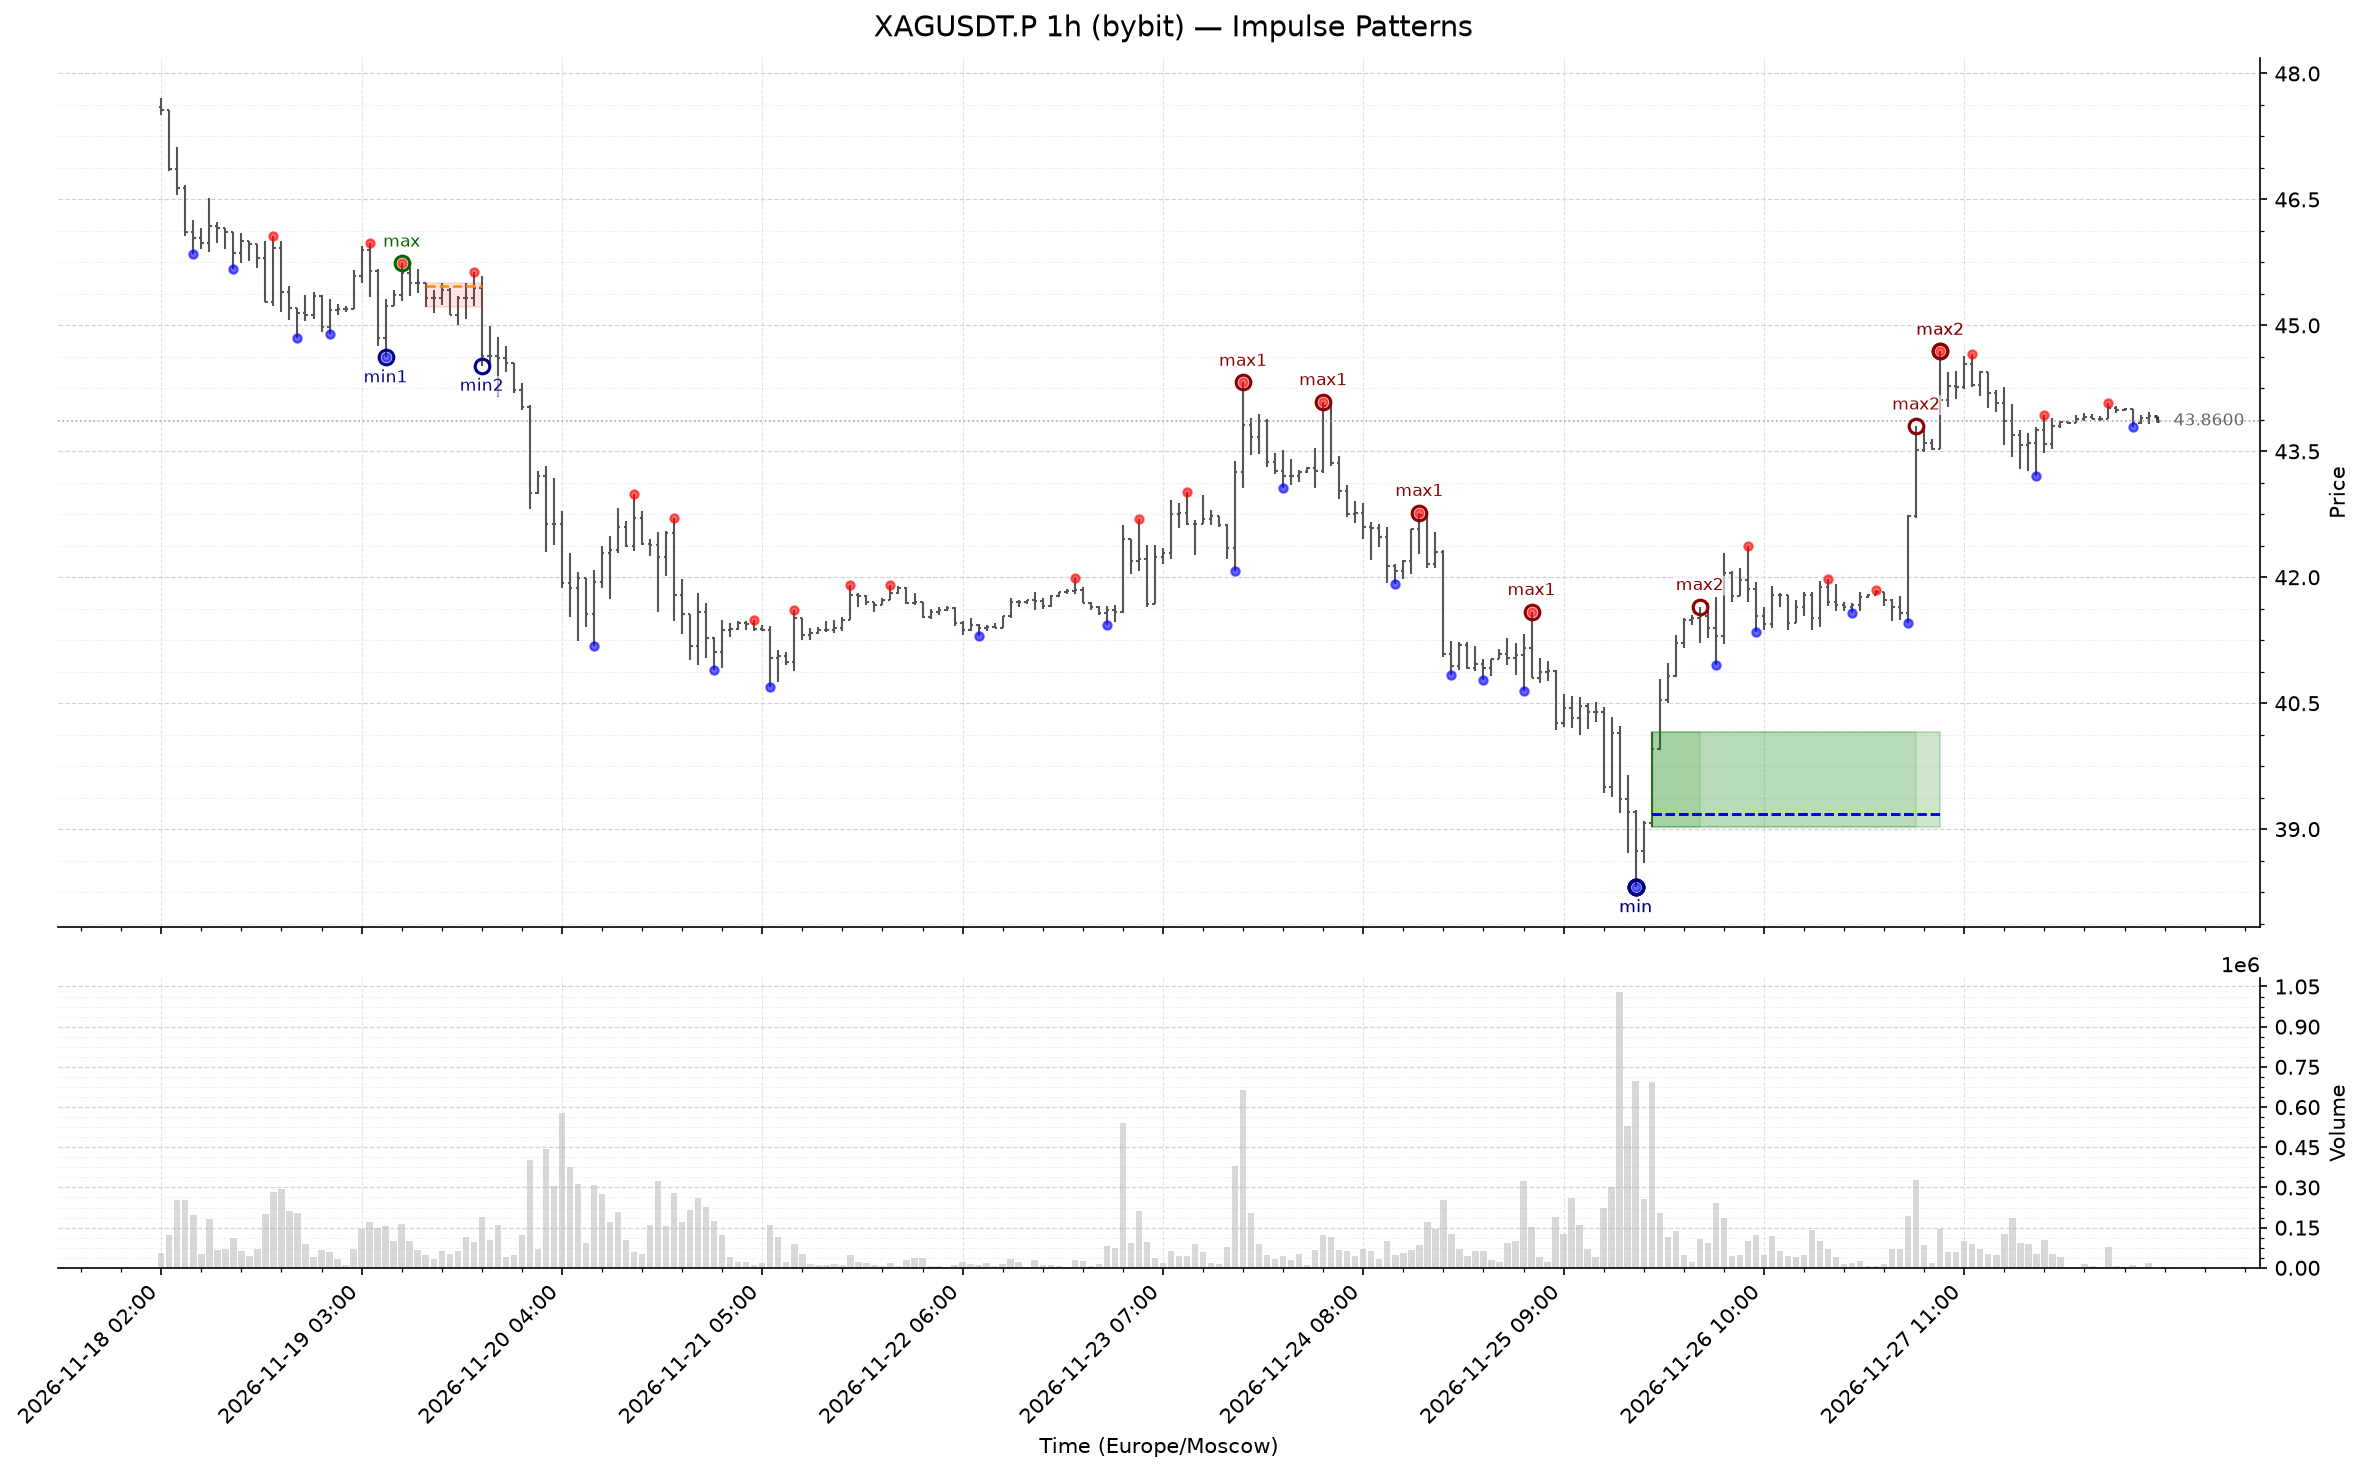 XAGUSDT.P 1h (bybit) — Impulse Patterns
48.0
46.5
45.0
43.5
42.0
40.5
39.0
Price
max
min1
min2
max1
max1
max1
max1
max2
max2
max2
min
43.8600
1e6
1.05
0.90
0.75
0.60
0.45
0.30
0.15
0.00
Volume
2026-11-18 02:00
2026-11-19 03:00
2026-11-20 04:00
2026-11-21 05:00
2026-11-22 06:00
2026-11-23 07:00
2026-11-24 08:00
2026-11-25 09:00
2026-11-26 10:00
2026-11-27 11:00
Time (Europe/Moscow)